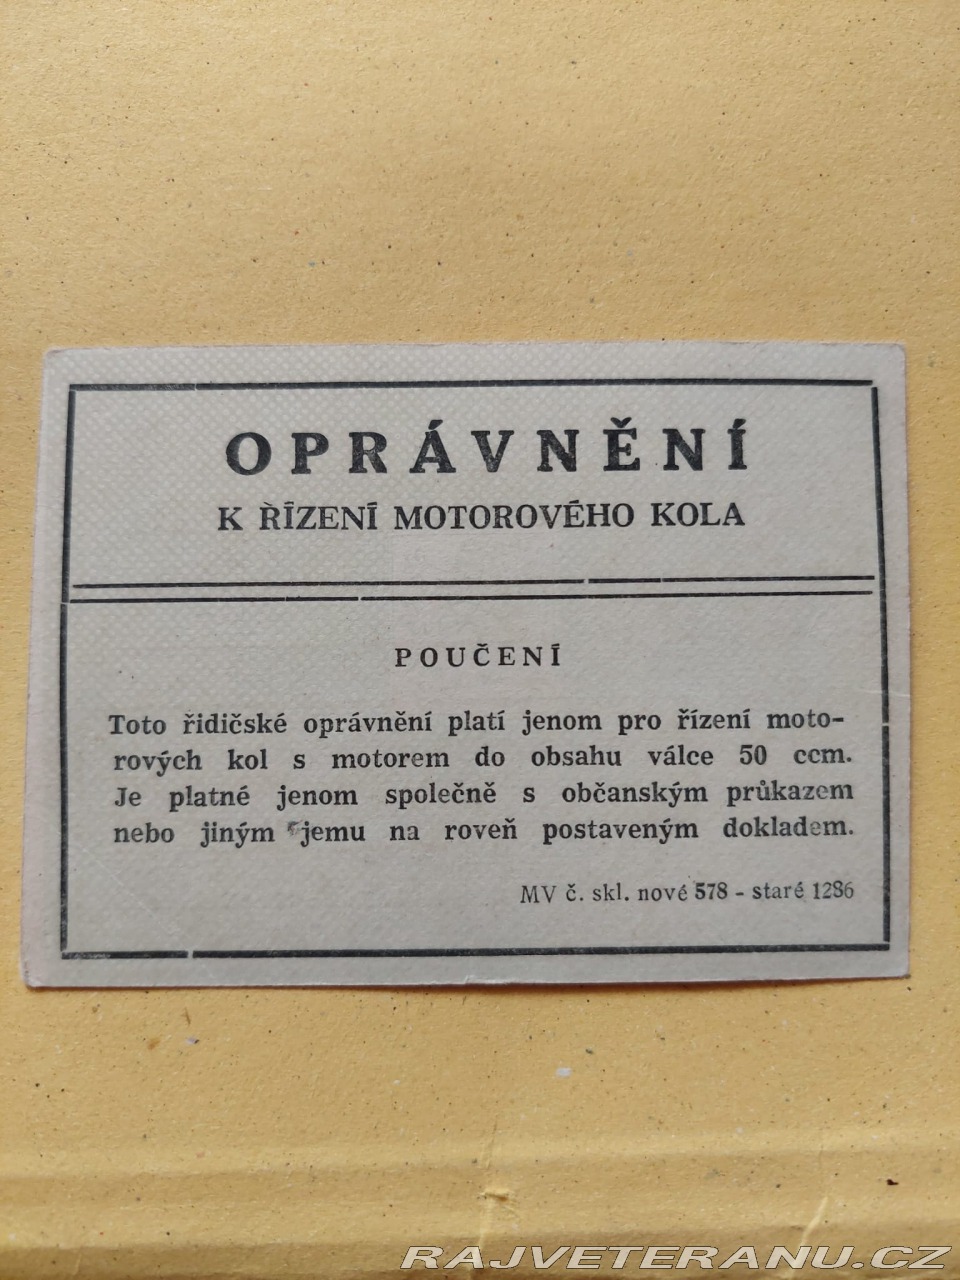 OPRÁVNĚNÍ
K ŘÍZENÍ MOTOROVÉHO KOLA
POUČENÍ
Toto řidičské oprávnění platí jenom pro řízení moto-
rových kol s motorem do obsahu válce 50 ccm.
Je platné jenom společně s občanským průkazem
nebo jiným jemu na roveň postaveným dokladem.
MV č. skl. nové 578 - staré 1286
RAJVETERANU.CZ